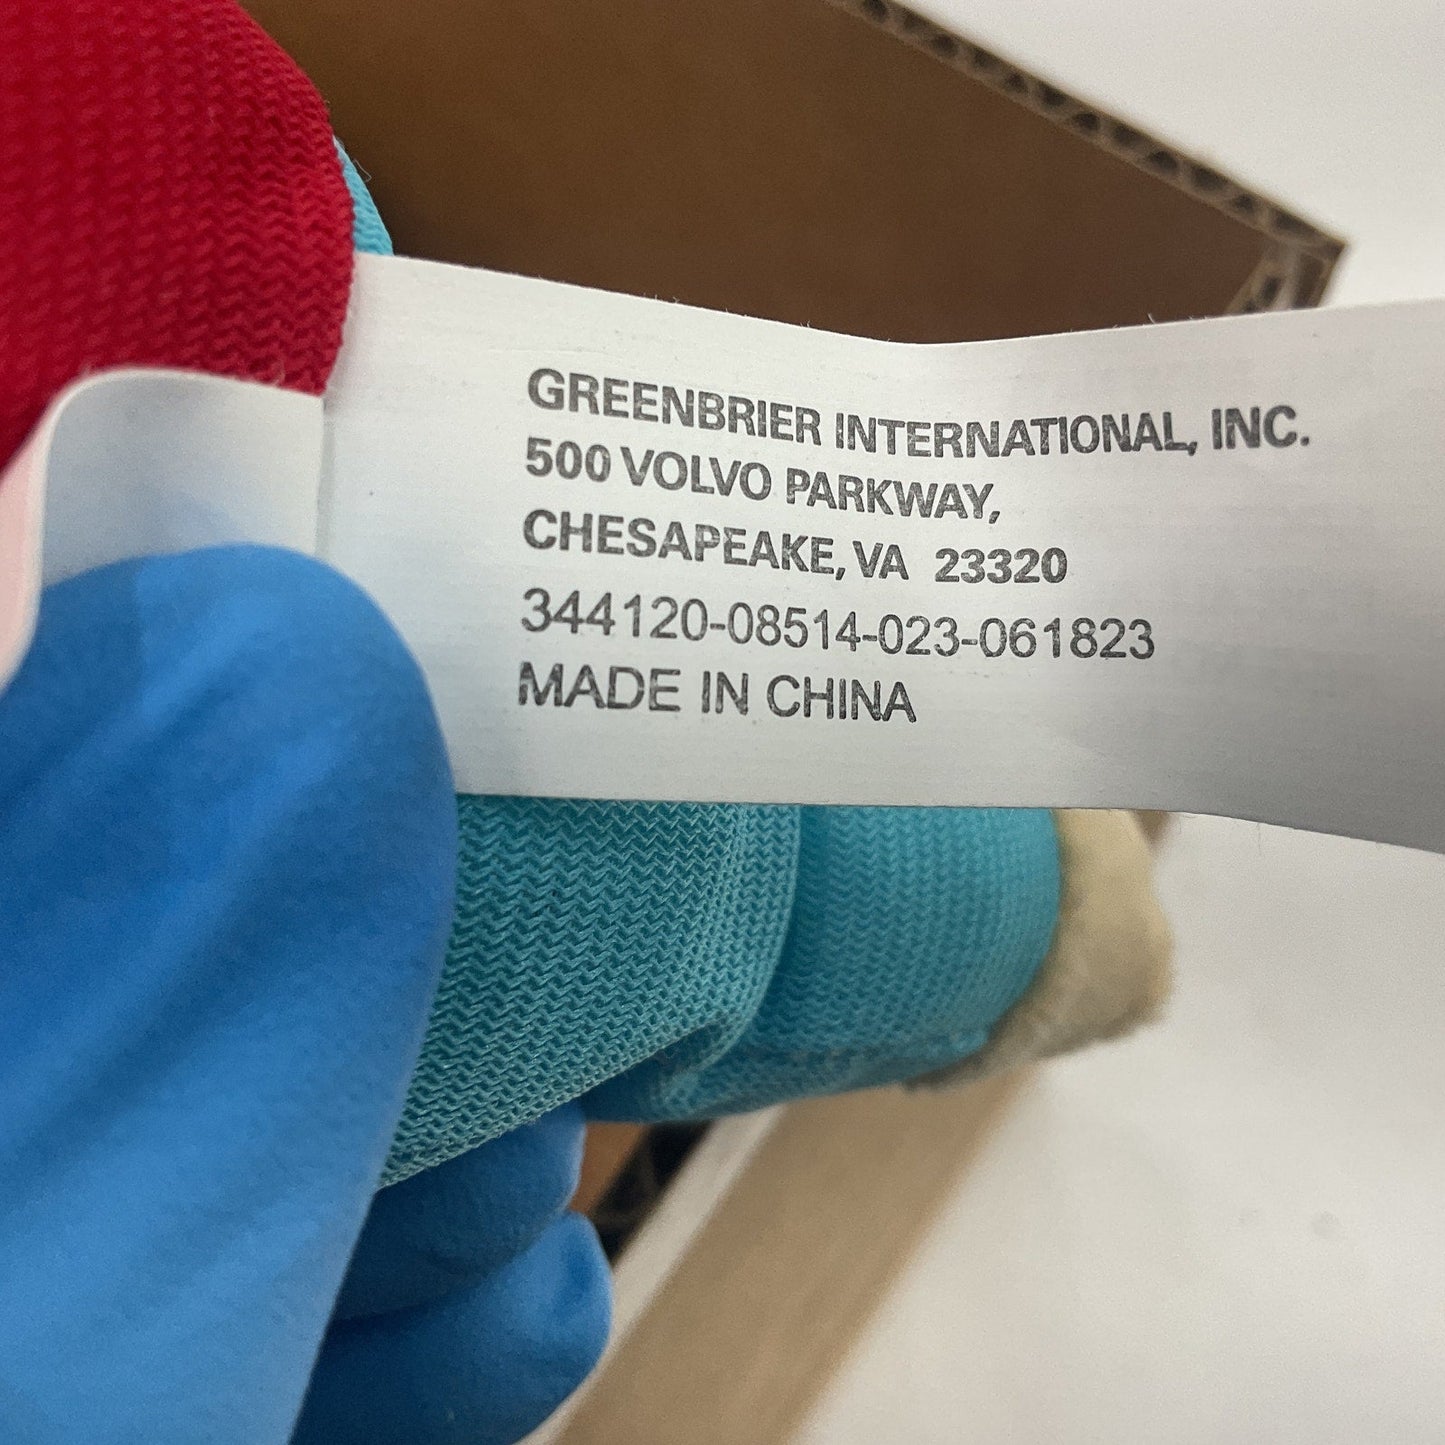 GREENBRIER INTERNATIONAL, INC.
500 VOLVO PARKWAY,
CHESAPEAKE, VA 23320
344120-08514-023-061823
MADE IN CHINA